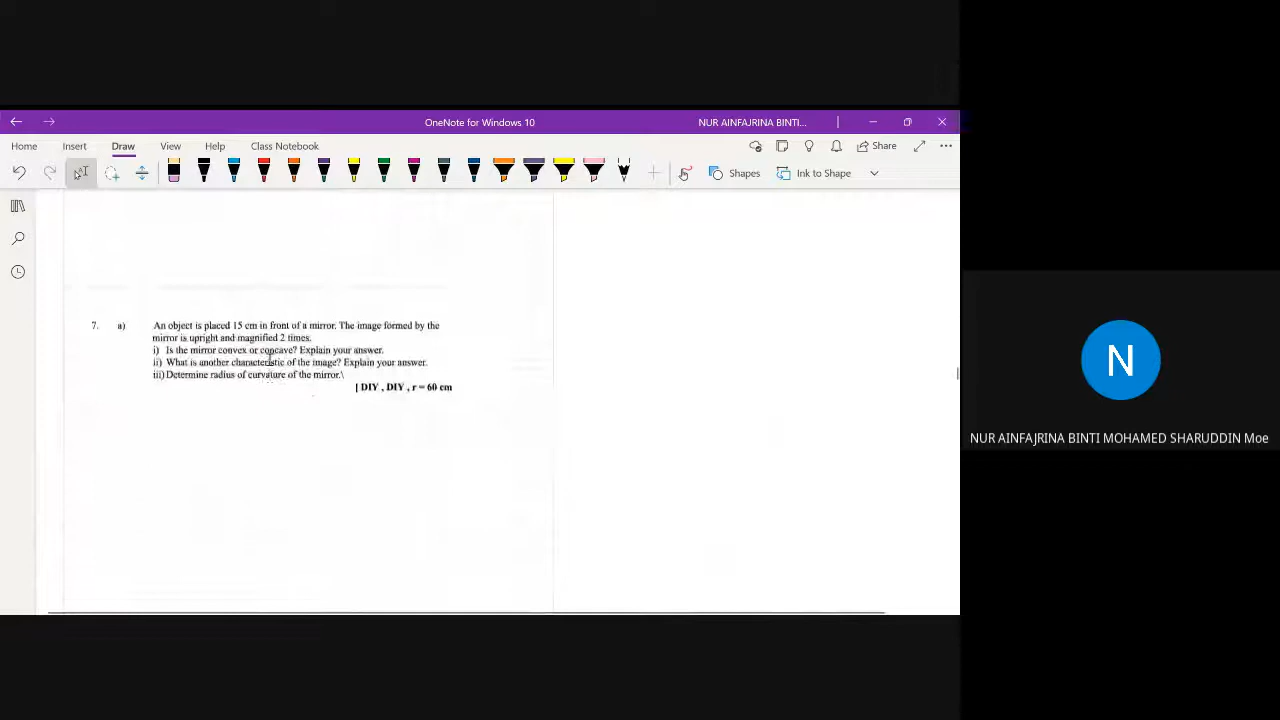 OneNote for Windows 10
NUR AINFAJRINA BINTI...
Home
Insert
Draw
View
Help
Class Notebook
Share
Shapes
Ink to Shape
7. a) An object is placed 15 cm in front of a mirror. The image formed by the
mirror is upright and magnified 2 times.
i) Is the mirror convex or concave? Explain your answer.
ii) What is another characteristic of the image? Explain your answer.
iii) Determine radius of curvature of the mirror.\
[ DIY , DIY , r = 60 cm
N
NUR AINFAJRINA BINTI MOHAMED SHARUDDIN Moe